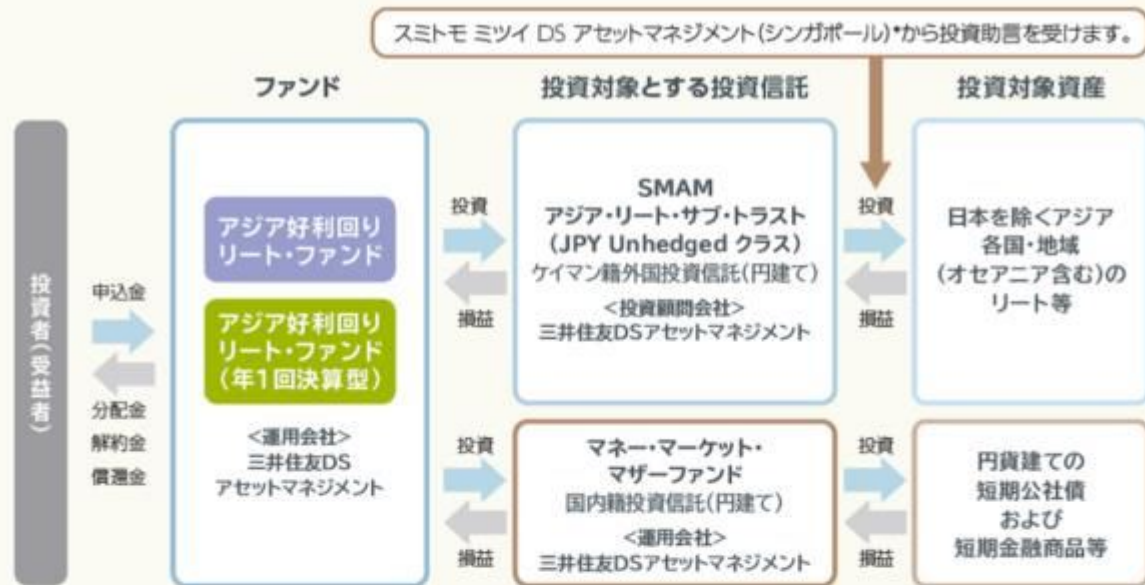 スミトモ ミツイ DS アセットマネジメント(シンガポール)*から投資助言を受けます。
ファンド
投資対象とする投資信託
投資対象資産
投資者(受益者)
申込金
分配金
解約金
償還金
アジア好利回り
リート・ファンド
アジア好利回り
リート・ファンド
(年1回決算型)
<運用会社>
三井住友DS
アセットマネジメント
投資
損益
SMAM
アジア・リート・サブ・トラスト
(JPY Unhedged クラス)
ケイマン籍外国投資信託(円建て)
<投資顧問会社>
三井住友DSアセットマネジメント
投資
損益
日本を除くアジア
各国・地域
(オセアニア含む)の
リート等
投資
損益
マネー・マーケット・
マザーファンド
国内籍投資信託(円建て)
<運用会社>
三井住友DSアセットマネジメント
投資
損益
円貨建ての
短期公社債
および
短期金融商品等